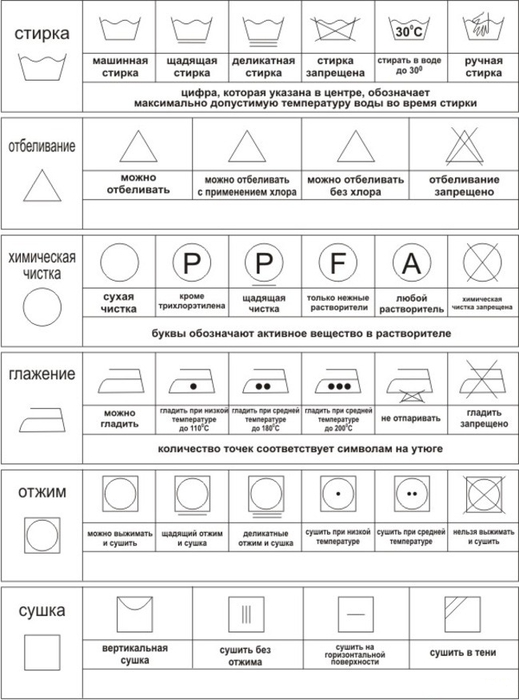 стирка
30°C
машинная стирка
щадящая стирка
деликатная стирка
стирка запрещена
стирать в воде до 30⁰
ручная стирка
цифра, которая указана в центре, обозначает
максимально допустимую температуру воды во время стирки
отбеливание
можно отбеливать
можно отбеливать с применением хлора
можно отбеливать без хлора
отбеливание запрещено
химическая чистка
P P F A
сухая чистка
кроме трихлорэтилена
щадящая чистка
только нежные растворители
любой растворитель
химическая чистка запрещена
буквы обозначают активное вещество в растворителе
глажение
можно гладить
гладить при низкой температуре до 110°C
гладить при средней температуре до 180°C
гладить при средней температуре до 200°C
не отпаривать
гладить запрещено
количество точек соответствует символам на утюге
отжим
можно выжимать и сушить
щадящий отжим и сушка
деликатные отжим и сушка
сушить при низкой температуре
сушить при средней температуре
нельзя выжимать и сушить
сушка
вертикальная сушка
сушить без отжима
сушить на горизонтальной поверхности
сушить в тени